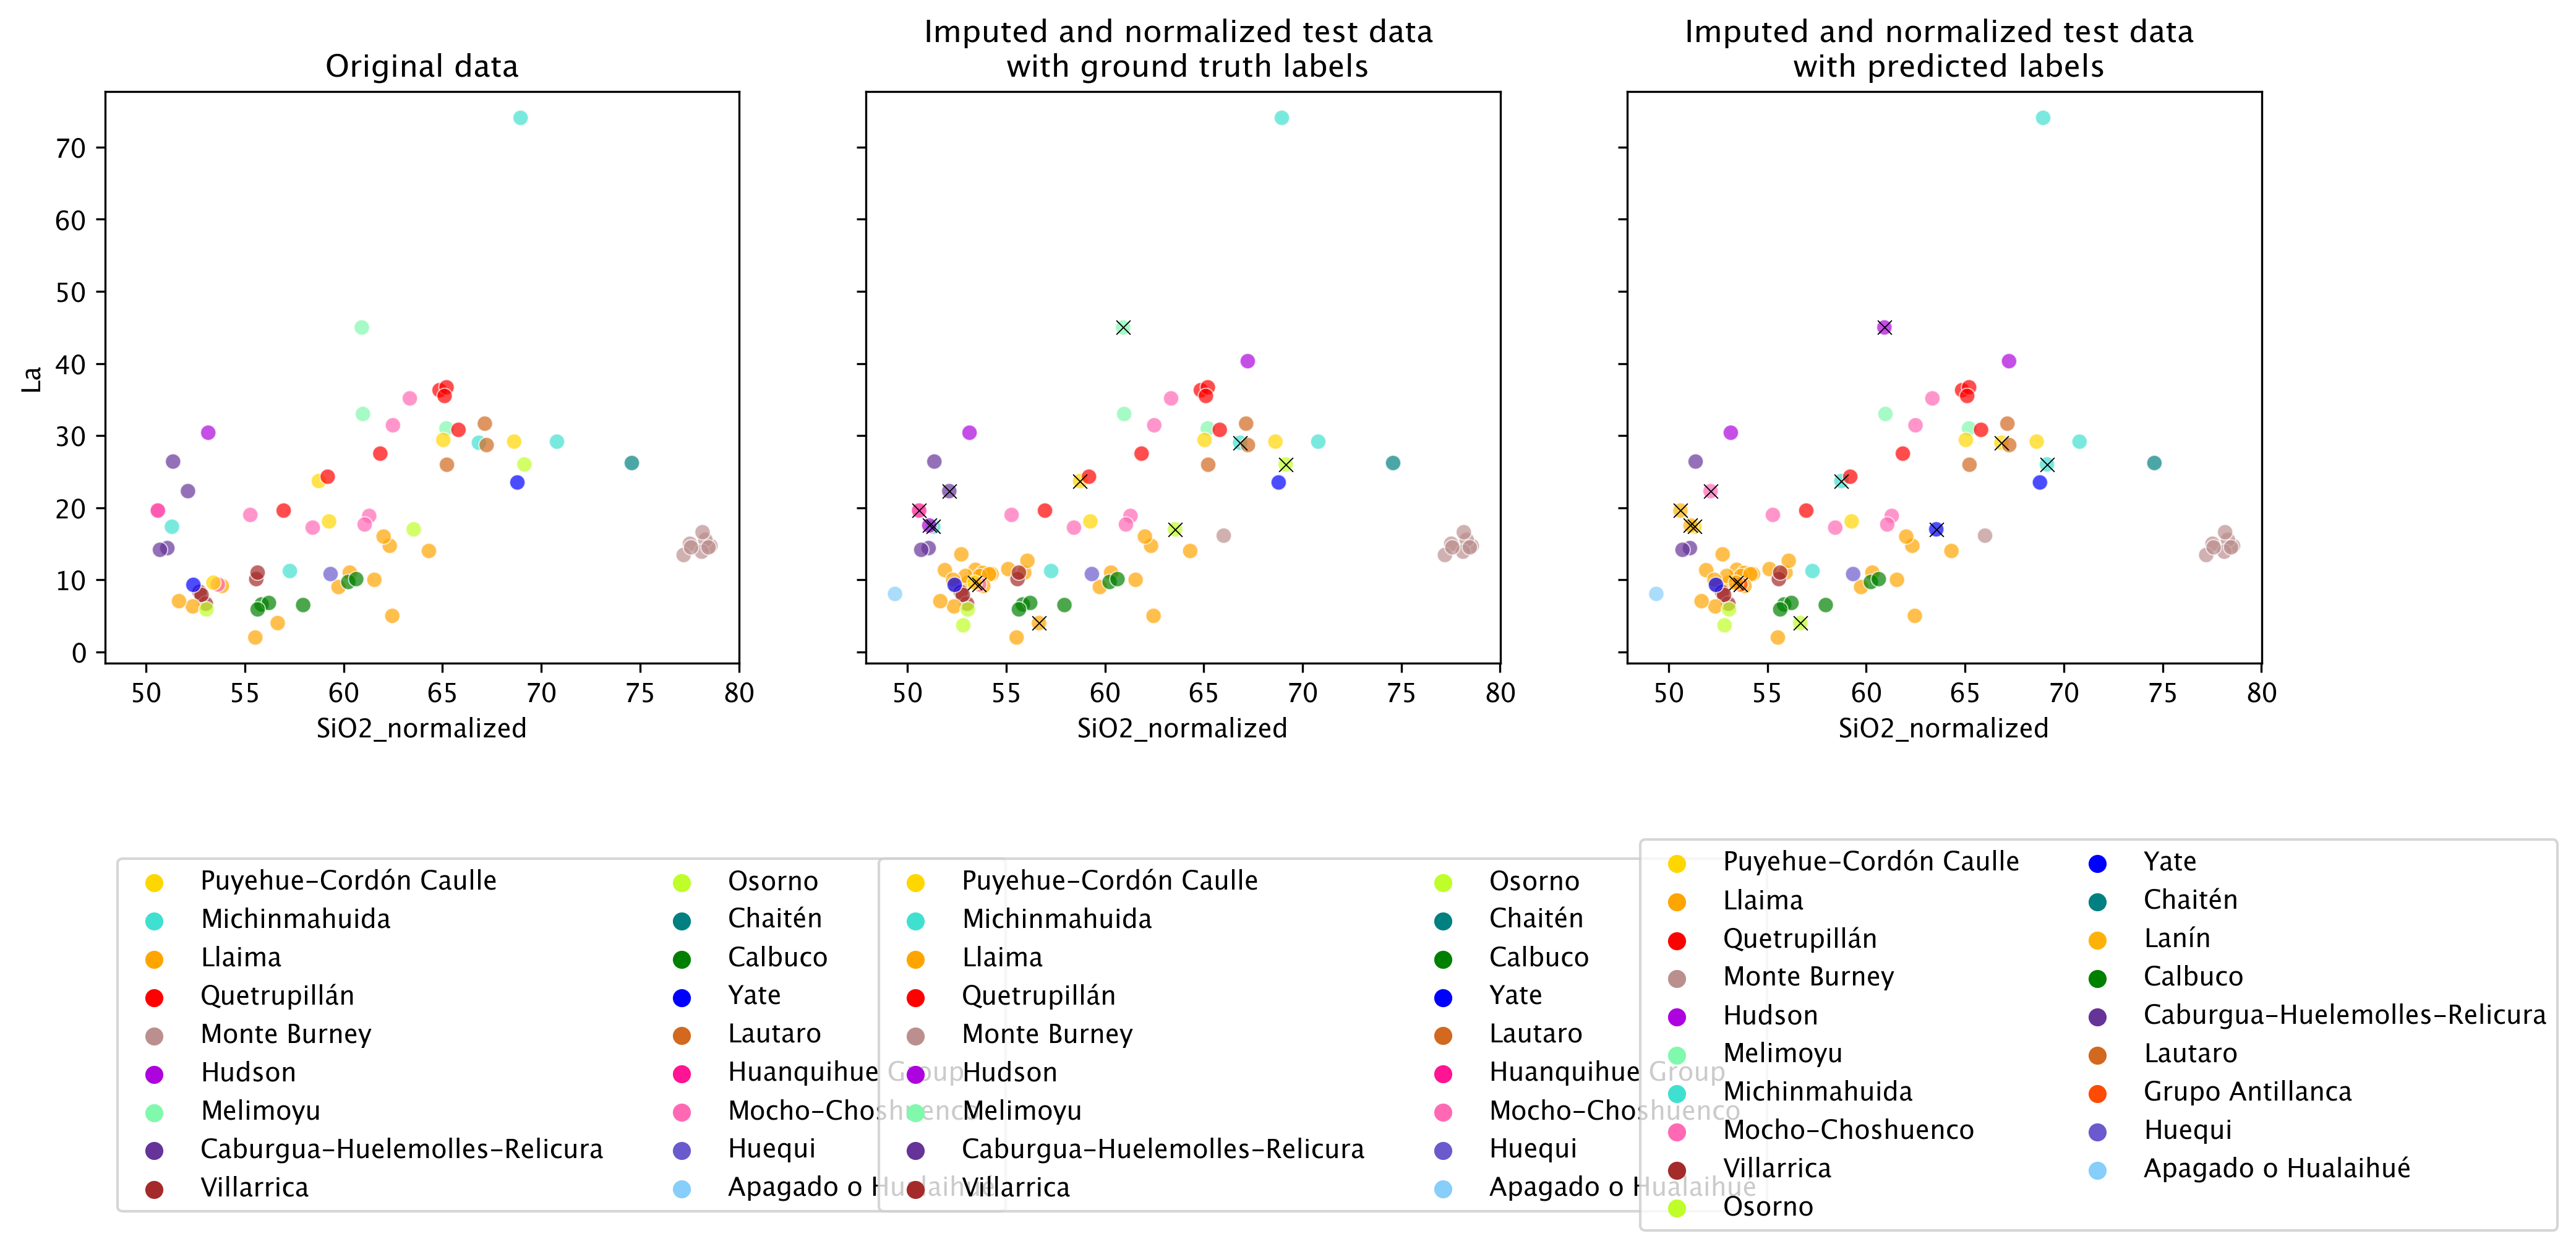 Original data
Imputed and normalized test data
with ground truth labels
Imputed and normalized test data
with predicted labels
La
70
60
50
40
30
20
10
0
50 55 60 65 70 75 80
SiO2_normalized
50 55 60 65 70 75 80
SiO2_normalized
50 55 60 65 70 75 80
SiO2_normalized
Puyehue-Cordón Caulle
Michinmahuida
Llaima
Quetrupillán
Monte Burney
Hudson
Melimoyu
Caburgua-Huelemolles-Relicura
Villarrica
Osorno
Chaitén
Calbuco
Yate
Lautaro
Huanquihue Group
Mocho-Choshuenco
Huequi
Apagado o Hualaihué
Puyehue-Cordón Caulle
Michinmahuida
Llaima
Quetrupillán
Monte Burney
Hudson
Melimoyu
Caburgua-Huelemolles-Relicura
Villarrica
Osorno
Chaitén
Calbuco
Yate
Lautaro
Huanquihue Group
Mocho-Choshuenco
Huequi
Apagado o Hualaihué
Puyehue-Cordón Caulle
Llaima
Quetrupillán
Monte Burney
Hudson
Melimoyu
Michinmahuida
Mocho-Choshuenco
Villarrica
Osorno
Yate
Chaitén
Lanín
Calbuco
Caburgua-Huelemolles-Relicura
Lautaro
Grupo Antillanca
Huequi
Apagado o Hualaihué